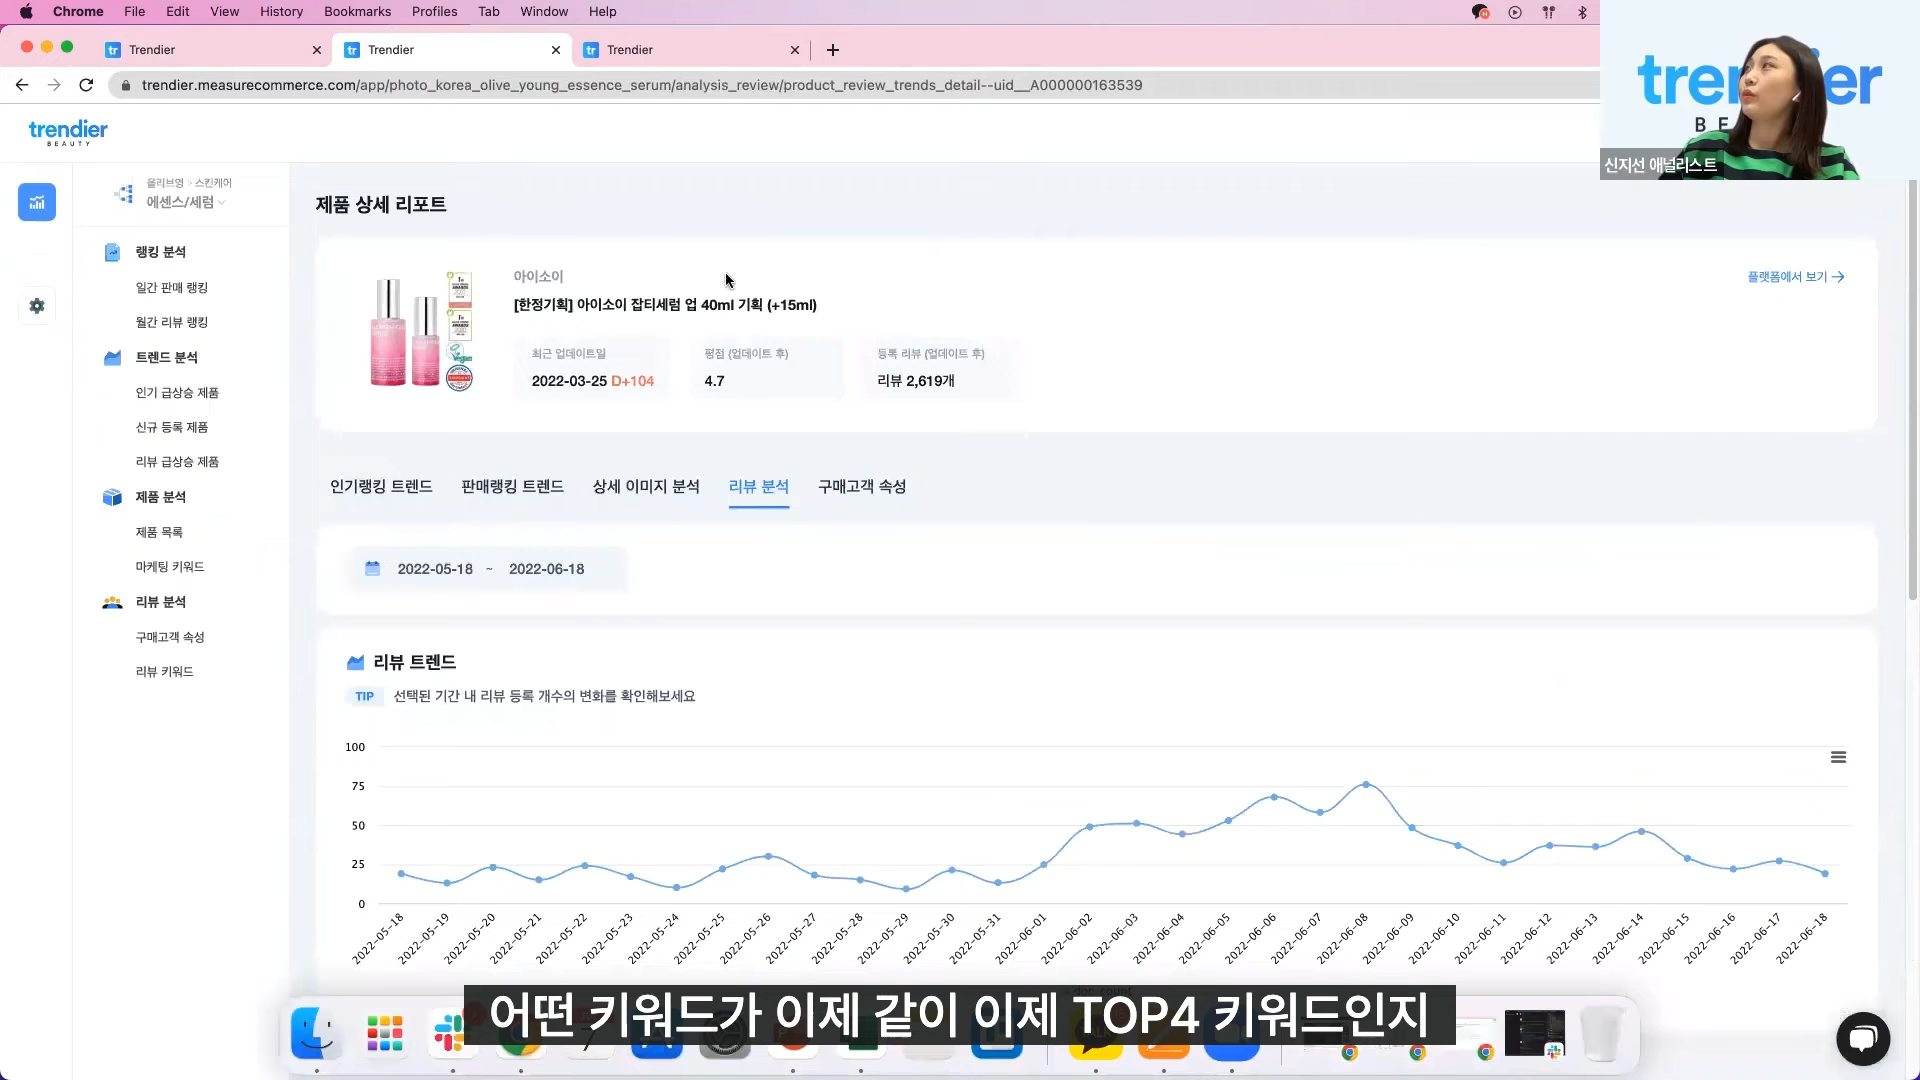 Chrome File Edit View History Bookmarks Profiles Tab Window Help
tr Trendier
tr Trendier
tr Trendier
trendier.measurecommerce.com/app/photo_korea_olive_young_essence_serum/analysis_review/product_review_trends_detail--uid__A000000163539
신지선 애널리스트
trendier
BEAUTY
올리브영 > 스킨케어
에센스/세럼
랭킹 분석
일간 판매 랭킹
월간 리뷰 랭킹
트렌드 분석
인기 급상승 제품
신규 등록 제품
리뷰 급상승 제품
제품 분석
제품 목록
마케팅 키워드
리뷰 분석
구매고객 속성
리뷰 키워드
제품 상세 리포트
아이소이
[한정기획] 아이소이 잡티세럼 업 40ml 기획 (+15ml)
플랫폼에서 보기
최근 업데이트일
2022-03-25 D+104
평점 (업데이트 후)
4.7
등록 리뷰 (업데이트 후)
리뷰 2,619개
인기랭킹 트렌드 판매랭킹 트렌드 상세 이미지 분석 리뷰 분석 구매고객 속성
2022-05-18 ~ 2022-06-18
리뷰 트렌드
TIP 선택된 기간 내 리뷰 등록 개수의 변화를 확인해보세요
100
75
50
25
0
2022-05-18 2022-05-19 2022-05-20 2022-05-21 2022-05-22 2022-05-23 2022-05-24 2022-05-25 2022-05-26 2022-05-27 2022-05-28 2022-05-29 2022-05-30 2022-05-31 2022-06-01 2022-06-02 2022-06-03 2022-06-04 2022-06-05 2022-06-06 2022-06-07 2022-06-08 2022-06-09 2022-06-10 2022-06-11 2022-06-12 2022-06-13 2022-06-14 2022-06-15 2022-06-16 2022-06-17 2022-06-18
어떤 키워드가 이제 같이 이제 TOP4 키워드인지